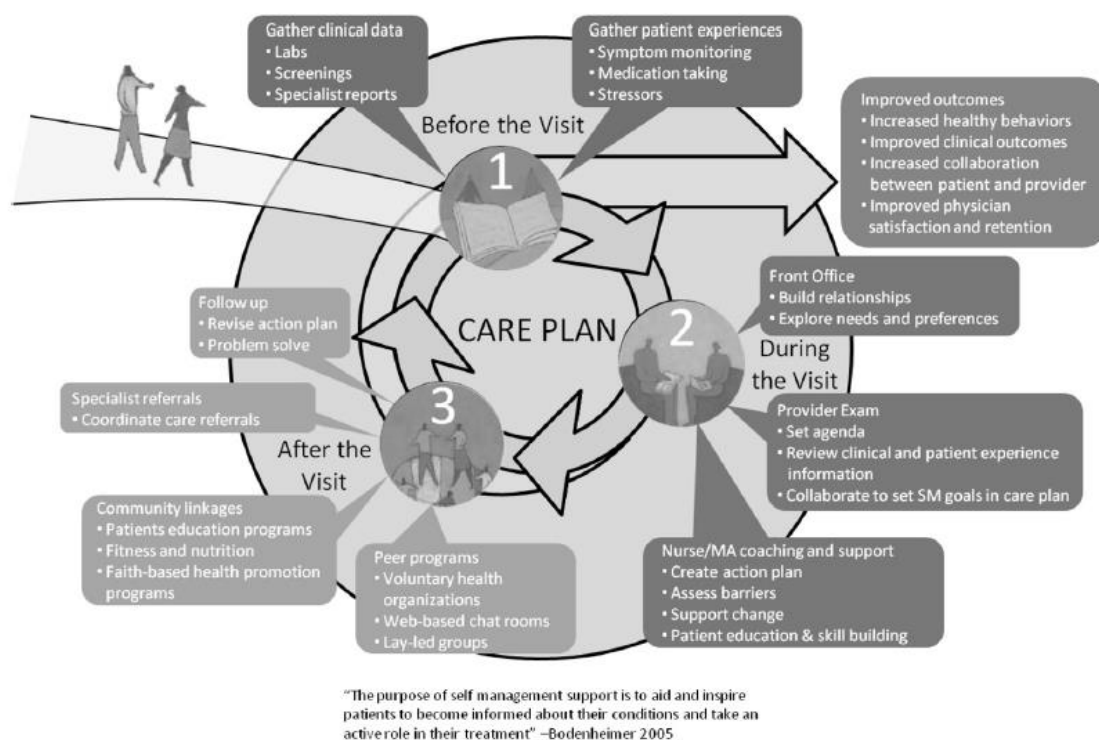 Gather clinical data
• Labs
• Screenings
• Specialist reports
Gather patient experiences
• Symptom monitoring
• Medication taking
• Stressors
Before the Visit
1
Improved outcomes
• Increased healthy behaviors
• Improved clinical outcomes
• Increased collaboration
between patient and provider
• Improved physician
satisfaction and retention
Front Office
• Build relationships
• Explore needs and preferences
2
During
the Visit
CARE PLAN
Provider Exam
• Set agenda
• Review clinical and patient experience
information
• Collaborate to set SM goals in care plan
Nurse/MA coaching and support
• Create action plan
• Assess barriers
• Support change
• Patient education & skill building
3
After the
Visit
Follow up
• Revise action plan
• Problem solve
Specialist referrals
• Coordinate care referrals
Community linkages
• Patients education programs
• Fitness and nutrition
• Faith-based health promotion
programs
Peer programs
• Voluntary health
organizations
• Web-based chat rooms
• Lay-led groups
"The purpose of self management support is to aid and inspire
patients to become informed about their conditions and take an
active role in their treatment" –Bodenheimer 2005